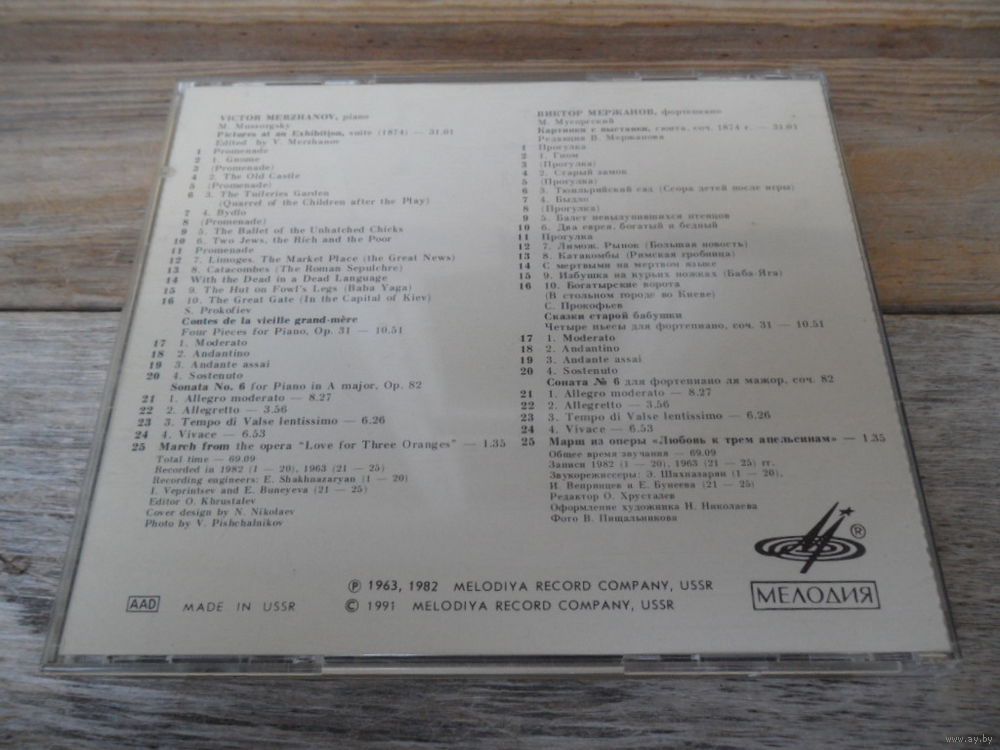 VICTOR MERZHANOV, piano
M. Mussorgsky
Pictures at an Exhibition, suite (1874) — 31.01
Edited by V. Merzhanov
1 Promenade
2 1. Gnome
3 (Promenade)
4 2. The Old Castle
5 (Promenade)
6 3. The Tuileries Garden
(Quarrel of the Children after the Play)
7 4. Bydlo
8 (Promenade)
9 5. The Ballet of the Unhatched Chicks
10 6. Two Jews, the Rich and the Poor
11 Promenade
12 7. Limoges. The Market Place (the Great News)
13 8. Catacombes (The Roman Sepulchre)
14 With the Dead in a Dead Language
15 9. The Hut on Fowl's Legs (Baba Yaga)
16 10. The Great Gate (In the Capital of Kiev)
S. Prokofiev
Contes de la vieille grand-mère
Four Pieces for Piano, Op. 31 — 10.51
17 1. Moderato
18 2. Andantino
19 3. Andante assai
20 4. Sostenuto
Sonata No. 6 for Piano in A major, Op. 82
21 1. Allegro moderato — 8.27
22 2. Allegretto — 3.56
23 3. Tempo di Valse lentissimo — 6.26
24 4. Vivace — 6.53
25 March from the opera "Love for Three Oranges" — 1.35
Total time — 69.09
Recorded in 1982 (1 — 20), 1963 (21 — 25)
Recording engineers: E. Shakhnazaryan (1 — 20)
I. Veprintsev and E. Buneyeva (21 — 25)
Editor O. Khrustalev
Cover design by N. Nikolaev
Photo by V. Pishchalnikov
ВИКТОР МЕРЖАНОВ, фортепиано
М. Мусоргский
Картинки с выставки, сюита, соч. 1874 г. — 31.01
Редакция В. Мержанова
1 Прогулка
2 1. Гном
3 (Прогулка)
4 2. Старый замок
5 (Прогулка)
6 3. Тюильрийский сад (Ссора детей после игры)
7 4. Быдло
8 (Прогулка)
9 5. Балет невылупившихся птенцов
10 6. Два еврея, богатый и бедный
11 Прогулка
12 7. Лимож. Рынок (Большая новость)
13 8. Катакомбы (Римская гробница)
14 С мертвыми на мертвом языке
15 9. Избушка на курьих ножках (Баба-Яга)
16 10. Богатырские ворота
(В стольном городе во Киеве)
С. Прокофьев
Сказки старой бабушки
Четыре пьесы для фортепиано, соч. 31 — 10.51
17 1. Moderato
18 2. Andantino
19 3. Andante assai
20 4. Sostenuto
Соната № 6 для фортепиано ля мажор, соч. 82
21 1. Allegro moderato — 8.27
22 2. Allegretto — 3.56
23 3. Tempo di Valse lentissimo — 6.26
24 4. Vivace — 6.53
25 Марш из оперы «Любовь к трем апельсинам» — 1.35
Общее время звучания — 69.09
Записи 1982 (1 — 20), 1963 (21 — 25) гг.
Звукорежиссеры: Э. Шахназарян (1 — 20),
И. Вепринцев и Е. Бунеева (21 — 25)
Редактор О. Хрусталев
Оформление художника Н. Николаева
Фото В. Пищальникова
®
МЕЛОДИЯ
℗ 1963, 1982 MELODIYA RECORD COMPANY, USSR
AAD MADE IN USSR © 1991 MELODIYA RECORD COMPANY, USSR
www.ay.by